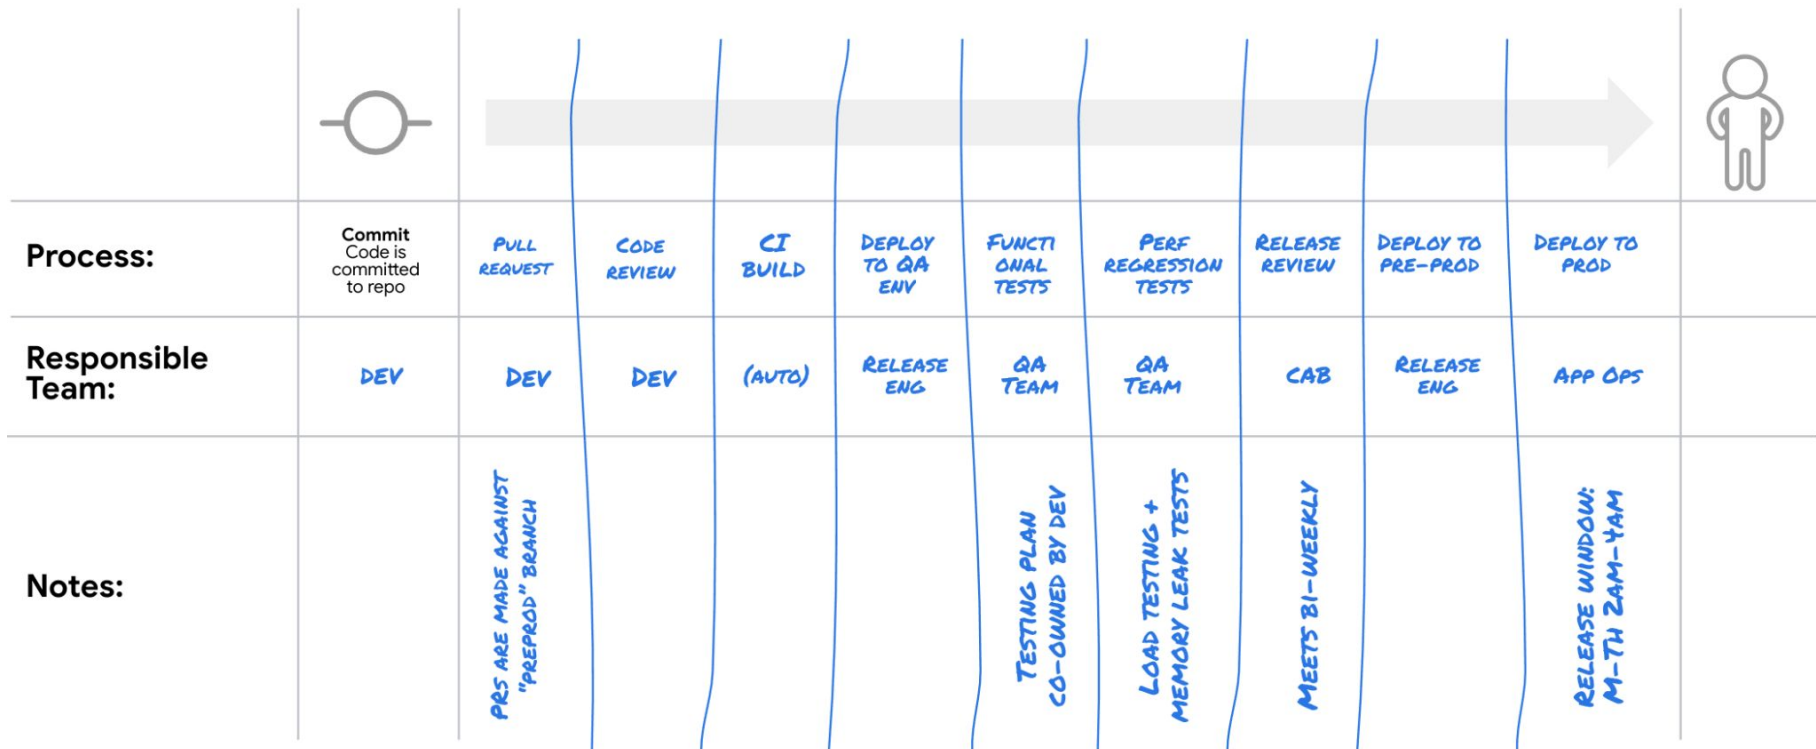 Process:
Commit
Code is
committed
to repo
PULL
REQUEST
CODE
REVIEW
CI
BUILD
DEPLOY
TO QA
ENV
FUNCTI
ONAL
TESTS
PERF
REGRESSION
TESTS
RELEASE
REVIEW
DEPLOY TO
PRE-PROD
DEPLOY TO
PROD
Responsible
Team:
DEV
DEV
DEV
(AUTO)
RELEASE
ENG
QA
TEAM
QA
TEAM
CAB
RELEASE
ENG
APP OPS
Notes:
PRS ARE MADE AGAINST
"PREPROD" BRANCH
TESTING PLAN
CO-OWNED BY DEV
LOAD TESTING +
MEMORY LEAK TESTS
MEETS BI-WEEKLY
RELEASE WINDOW:
M-TH 2AM-4AM